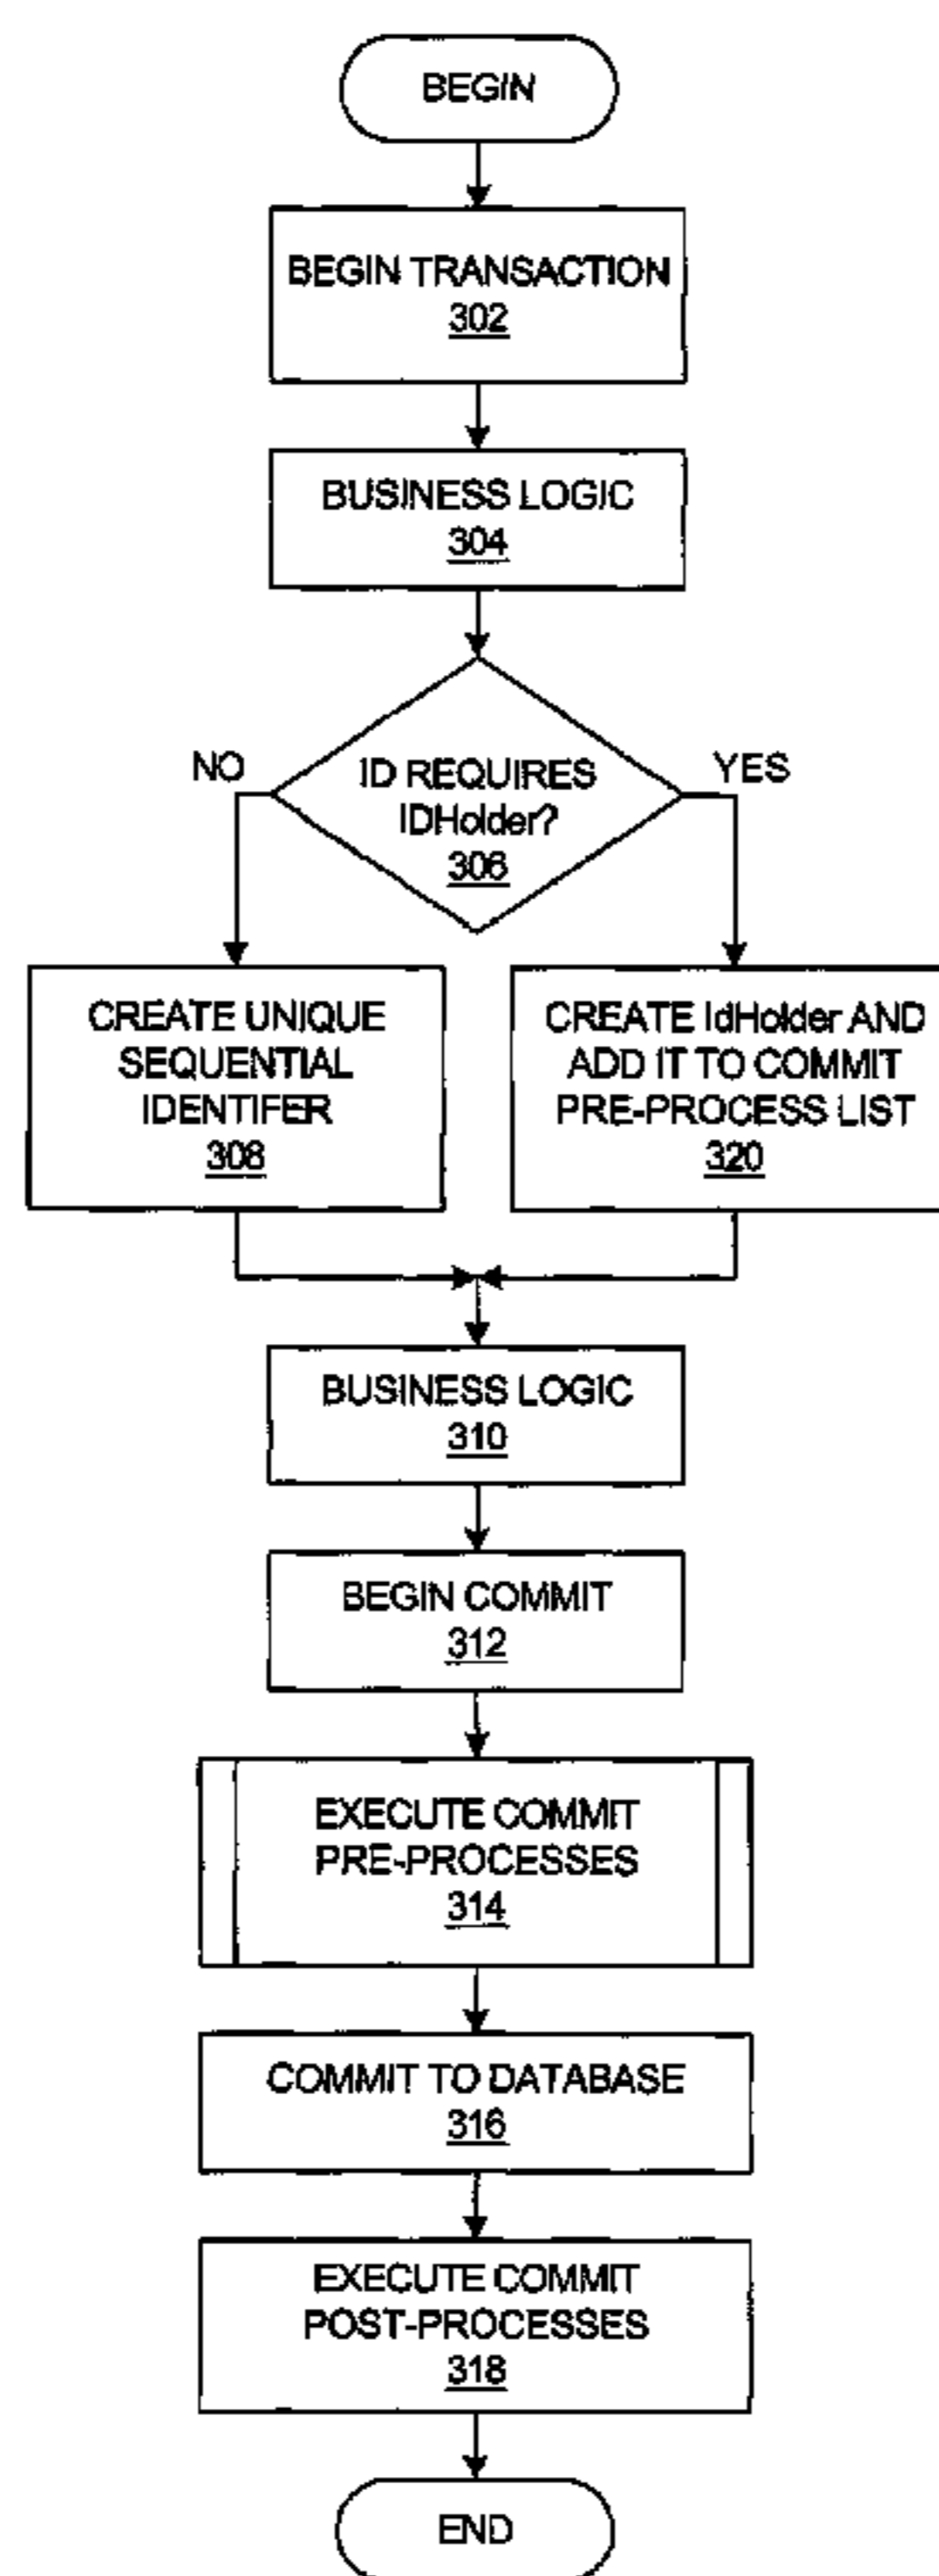 BEGIN
BEGIN TRANSACTION
302
BUSINESS LOGIC
304
NO
YES
ID REQUIRES
IDHolder?
306
CREATE UNIQUE
SEQUENTIAL
IDENTIFER
308
CREATE IdHolder AND
ADD IT TO COMMIT
PRE-PROCESS LIST
320
BUSINESS LOGIC
310
BEGIN COMMIT
312
EXECUTE COMMIT
PRE-PROCESSES
314
COMMIT TO DATABASE
316
EXECUTE COMMIT
POST-PROCESSES
318
END